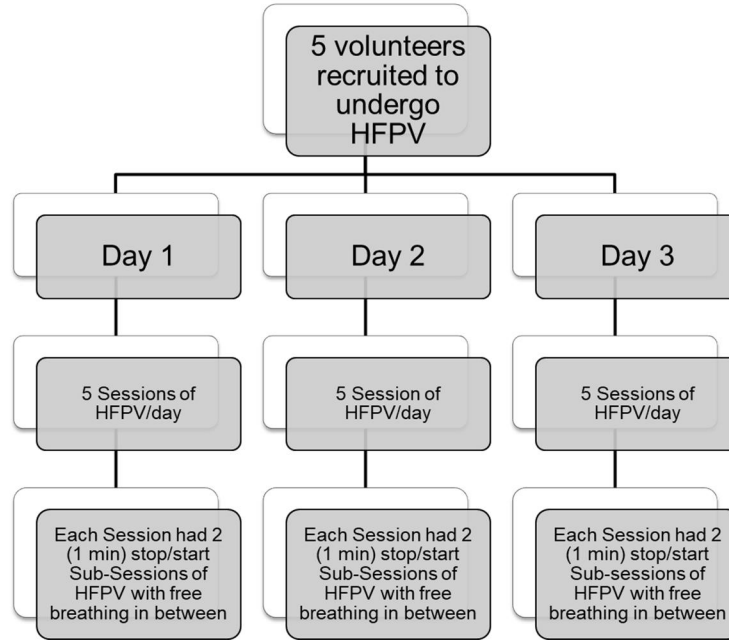 5 volunteers
recruited to
undergo
HFPV
Day 1
Day 2
Day 3
5 Sessions of
HFPV/day
5 Session of
HFPV/day
5 Sessions of
HFPV/day
Each Session had 2
(1 min) stop/start
Sub-Sessions of
HFPV with free
breathing in between
Each Session had 2
(1 min) stop/start
Sub-Sessions of
HFPV with free
breathing in between
Each Session had 2
(1 min) stop/start
Sub-sessions of
HFPV with free
breathing in between